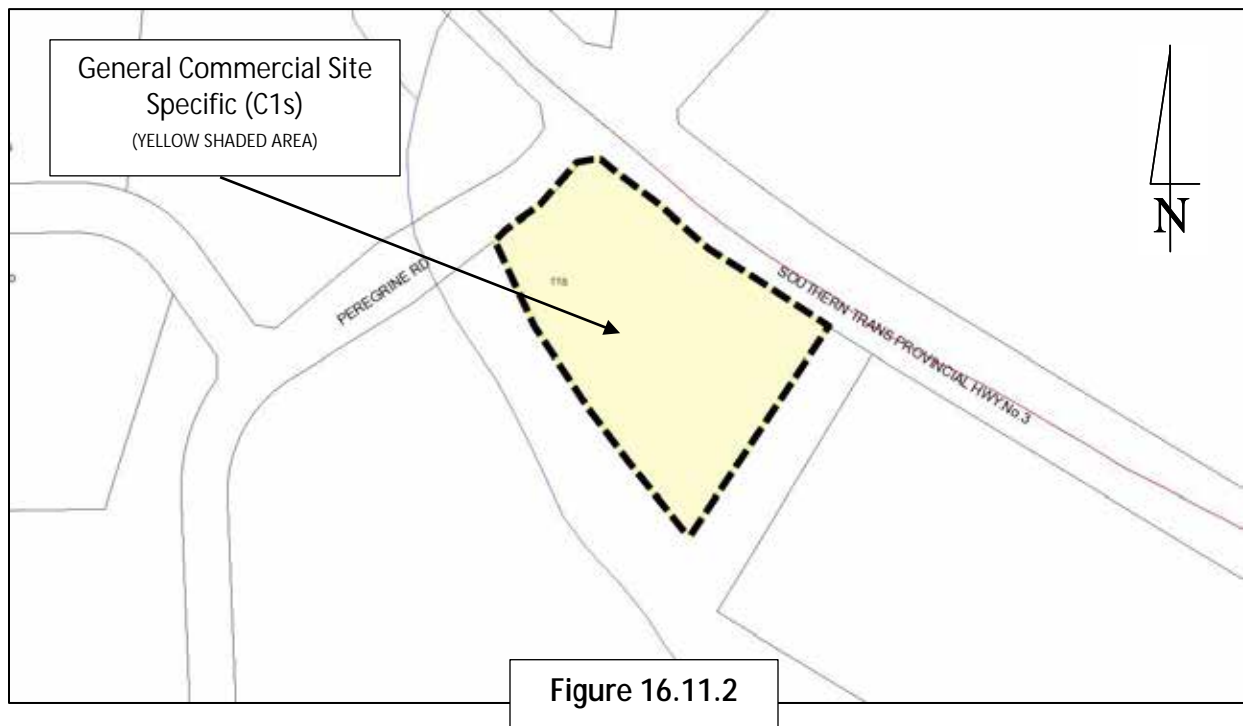 General Commercial Site
Specific (C1s)
(YELLOW SHADED AREA)
N
PEREGRINE RD
SOUTHERN TRANS PROVINCIAL HWY.No.3
Figure 16.11.2